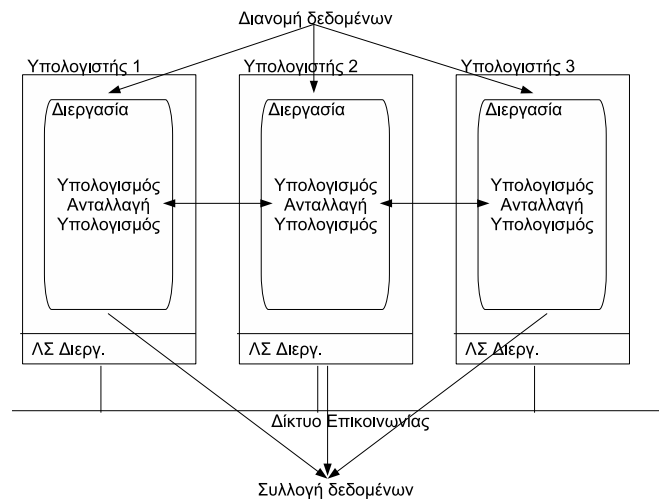 Διανομή δεδομένων
Υπολογιστής 1
Υπολογιστής 2
Υπολογιστής 3
Διεργασία
Διεργασία
Διεργασία
Υπολογισμός
Ανταλλαγή
Υπολογισμός
Υπολογισμός
Ανταλλαγή
Υπολογισμός
Υπολογισμός
Ανταλλαγή
Υπολογισμός
ΛΣ Διεργ.
ΛΣ Διεργ.
ΛΣ Διεργ.
Δίκτυο Επικοινωνίας
Συλλογή δεδομένων